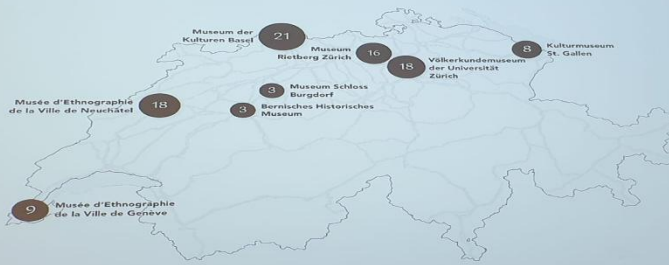 Museum der
Kulturen Basel
21
Museum
Rietberg Zürich
16
18
Völkerkundemuseum
der Universität
Zürich
8
Kulturmuseum
St. Gallen
3
Museum Schloss
Burgdorf
3
Bernisches Historisches
Museum
Musée d'Ethnographie
de la Ville de Neuchâtel
18
9
Musée d'Ethnographie
de la Ville de Genève